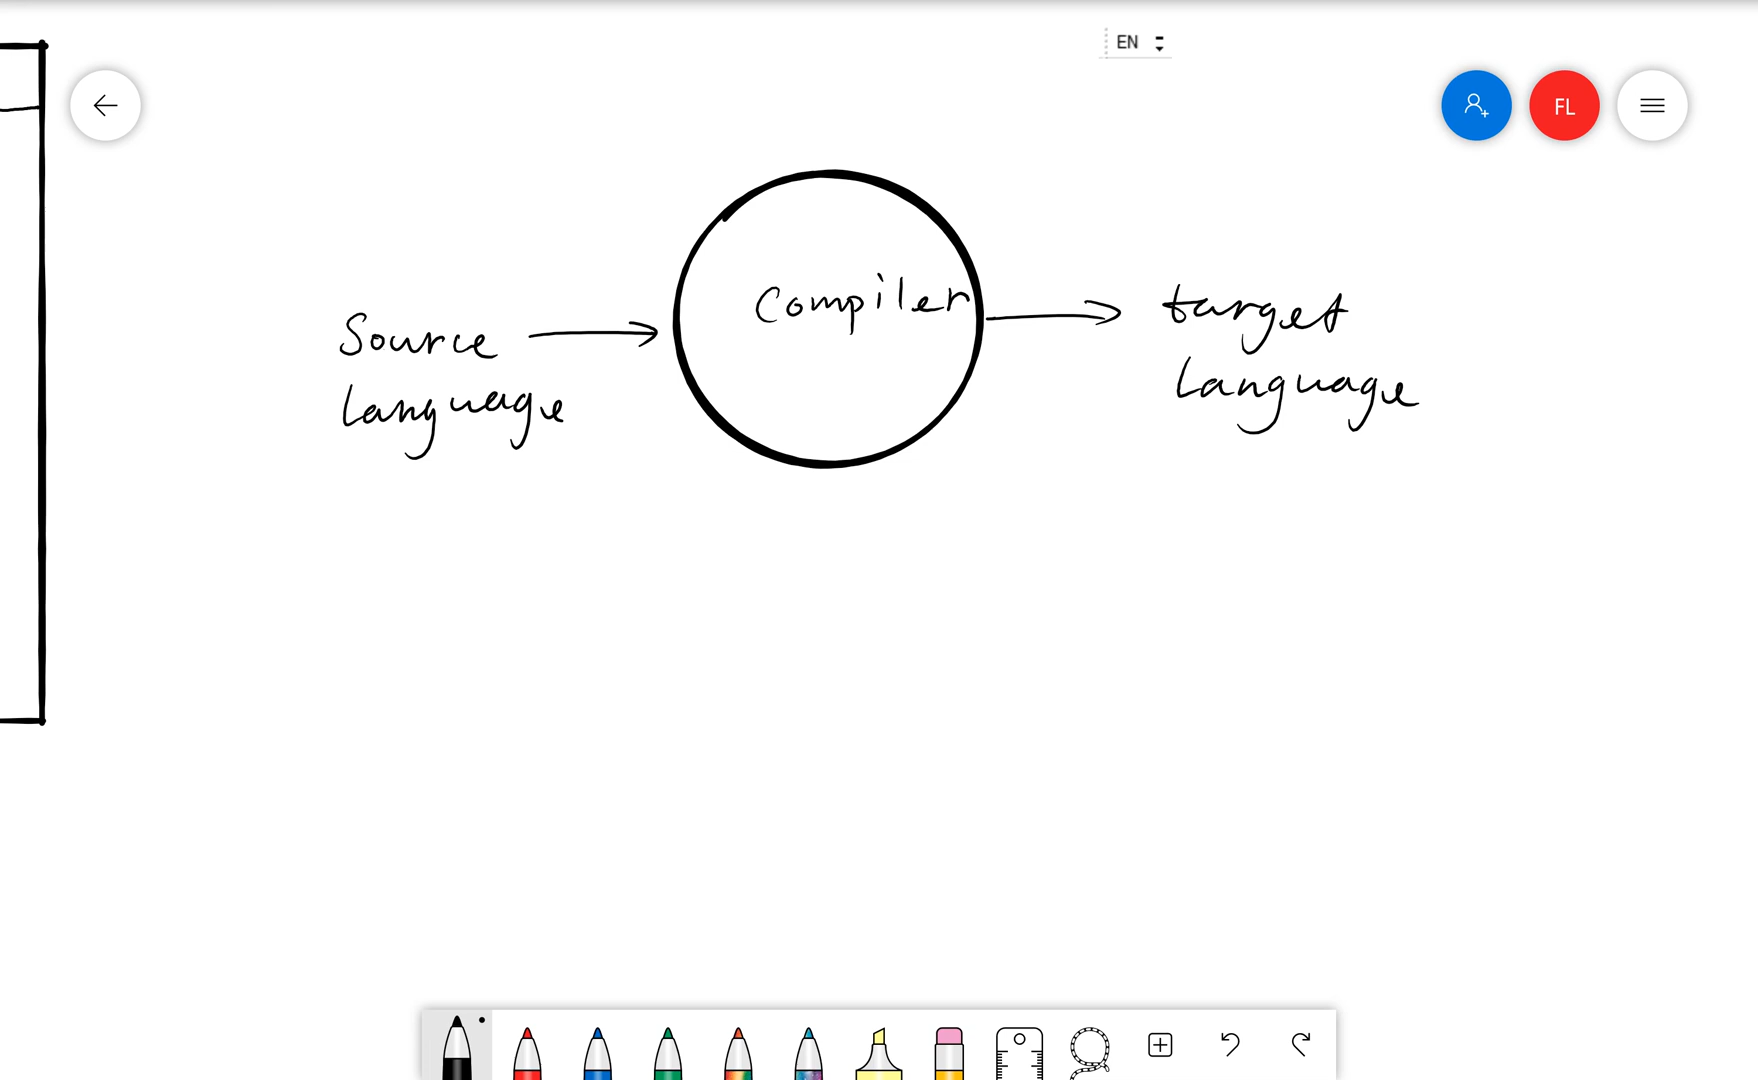 EN
FL
Compiler
Source
language
target
language